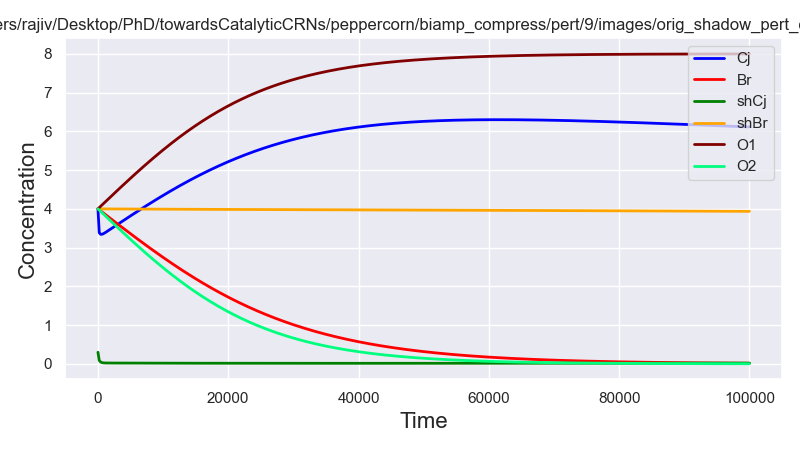 ers/rajiv/Desktop/PhD/towardsCatalyticCRNs/peppercorn/biamp_compress/pert/9/images/orig_shadow_pert_
8
7
6
5
4
3
2
1
0
Concentration
0 20000 40000 60000 80000 100000
Time
Cj
Br
shCj
shBr
O1
O2